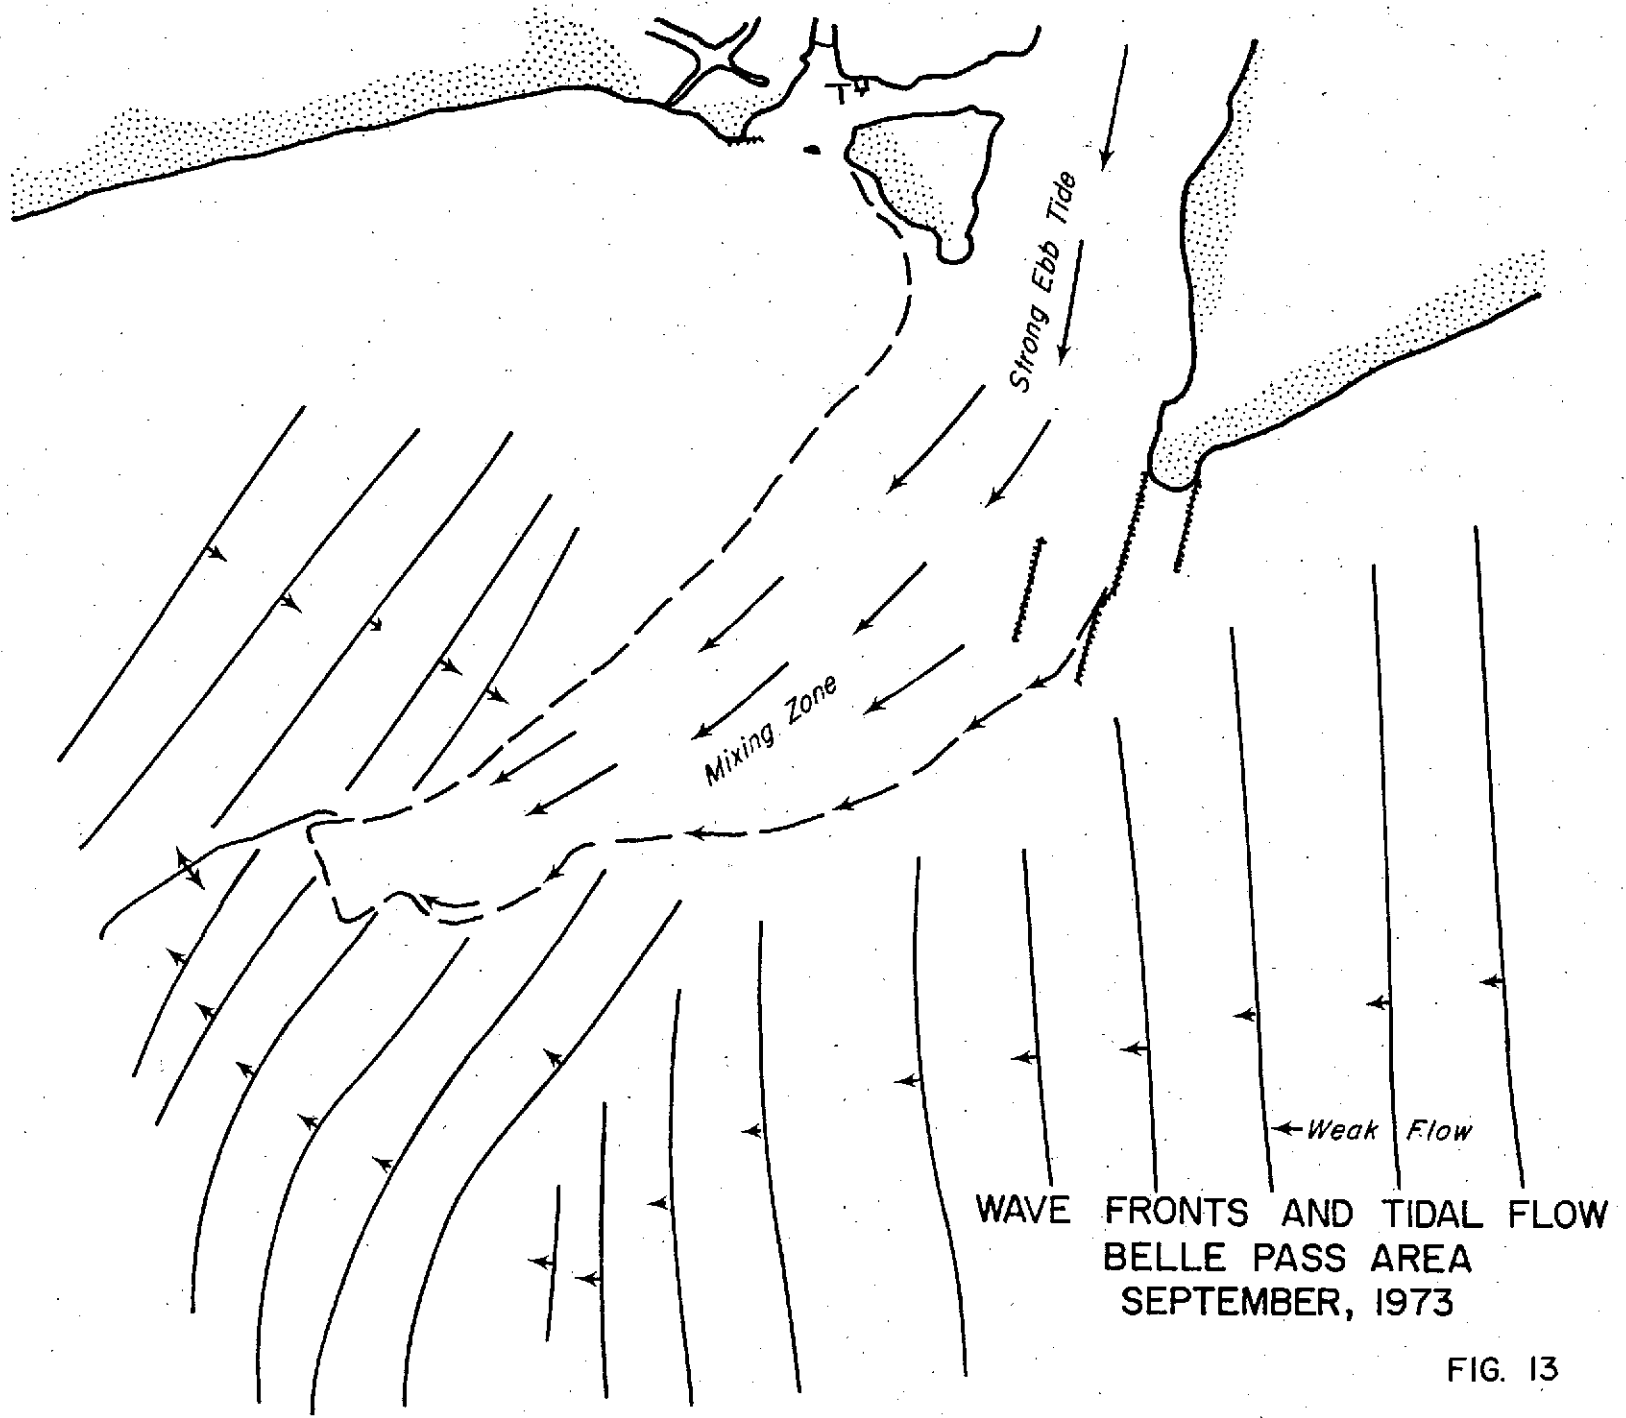 Strong Ebb Tide
Mixing Zone
Weak Flow
WAVE FRONTS AND TIDAL FLOW
BELLE PASS AREA
SEPTEMBER, 1973
FIG. 13